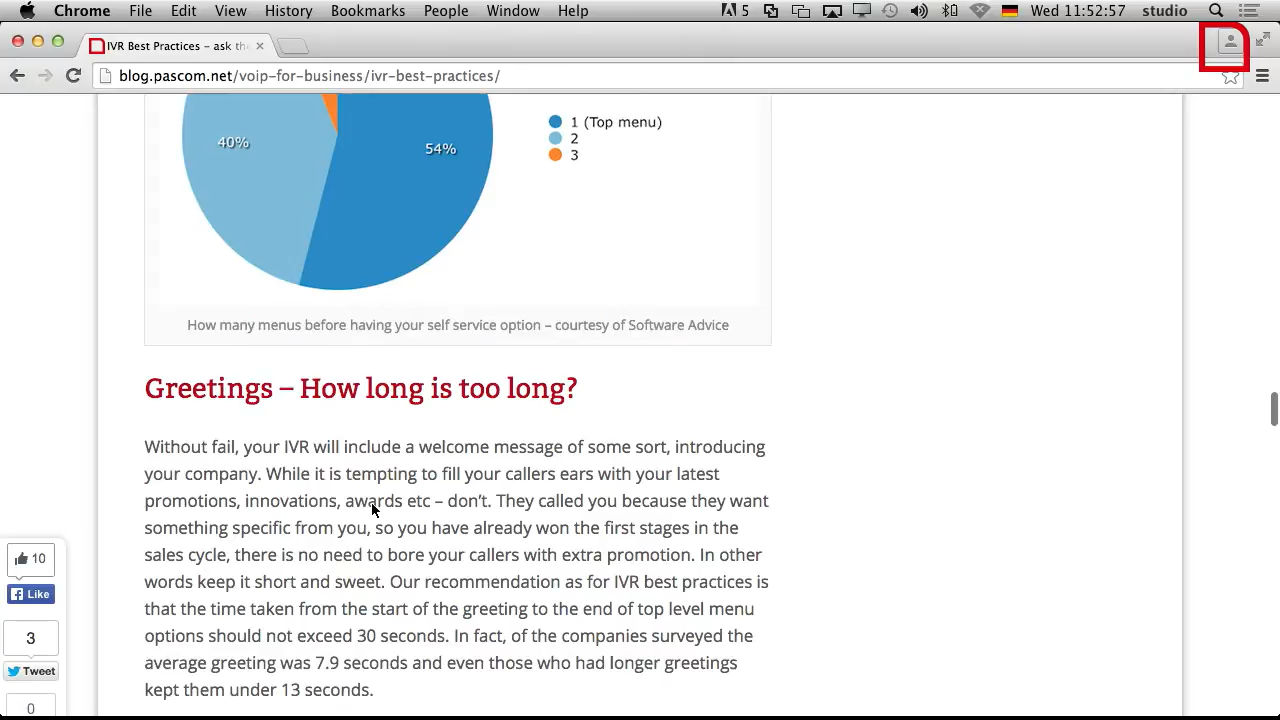 Chrome File Edit View History Bookmarks People Window Help 5 Wed 11:52:57 studio
IVR Best Practices – ask the
blog.pascom.net/voip-for-business/ivr-best-practices/
1 (Top menu)
2
3
40%
54%
How many menus before having your self service option – courtesy of Software Advice
Greetings – How long is too long?
Without fail, your IVR will include a welcome message of some sort, introducing
your company. While it is tempting to fill your callers ears with your latest
promotions, innovations, awards etc – don't. They called you because they want
something specific from you, so you have already won the first stages in the
sales cycle, there is no need to bore your callers with extra promotion. In other
words keep it short and sweet. Our recommendation as for IVR best practices is
that the time taken from the start of the greeting to the end of top level menu
options should not exceed 30 seconds. In fact, of the companies surveyed the
average greeting was 7.9 seconds and even those who had longer greetings
kept them under 13 seconds.
10
Like
3
Tweet
0